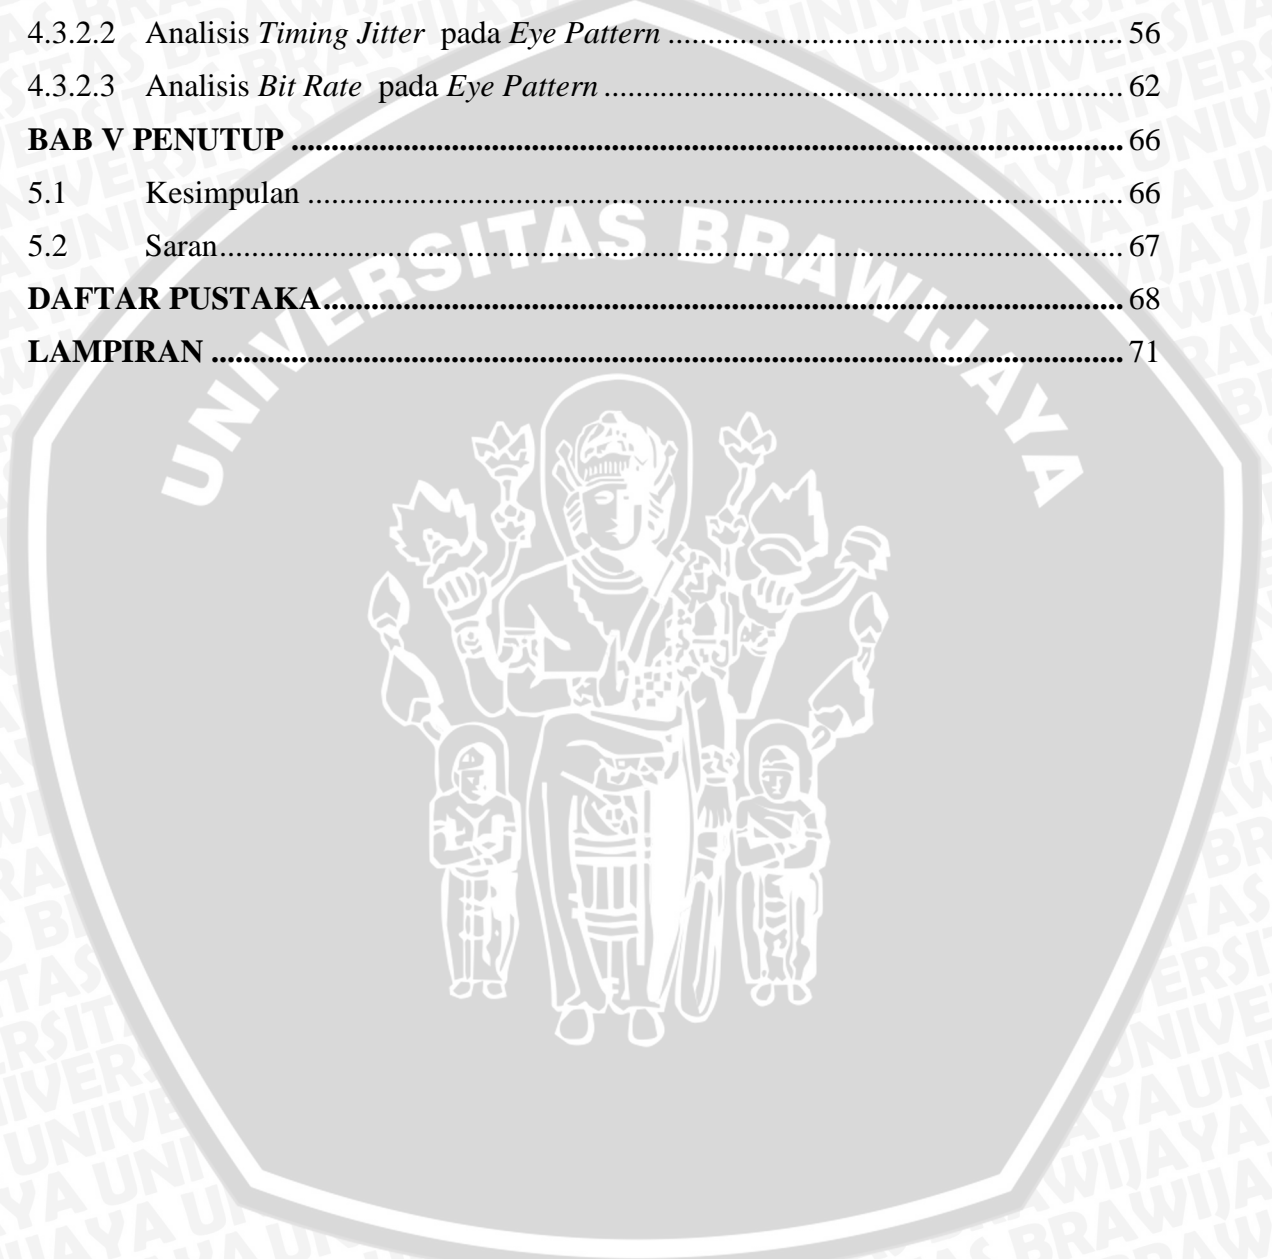 4.3.2.2 Analisis Timing Jitter pada Eye Pattern ........................................................ 56
4.3.2.3 Analisis Bit Rate pada Eye Pattern ................................................................ 62
BAB V PENUTUP ........................................................................................................ 66
5.1 Kesimpulan ...................................................................................................... 66
5.2 Saran................................................................................................................. 67
DAFTAR PUSTAKA.................................................................................................... 68
LAMPIRAN .................................................................................................................. 71
UNIVERSITAS BRAWIJAYA